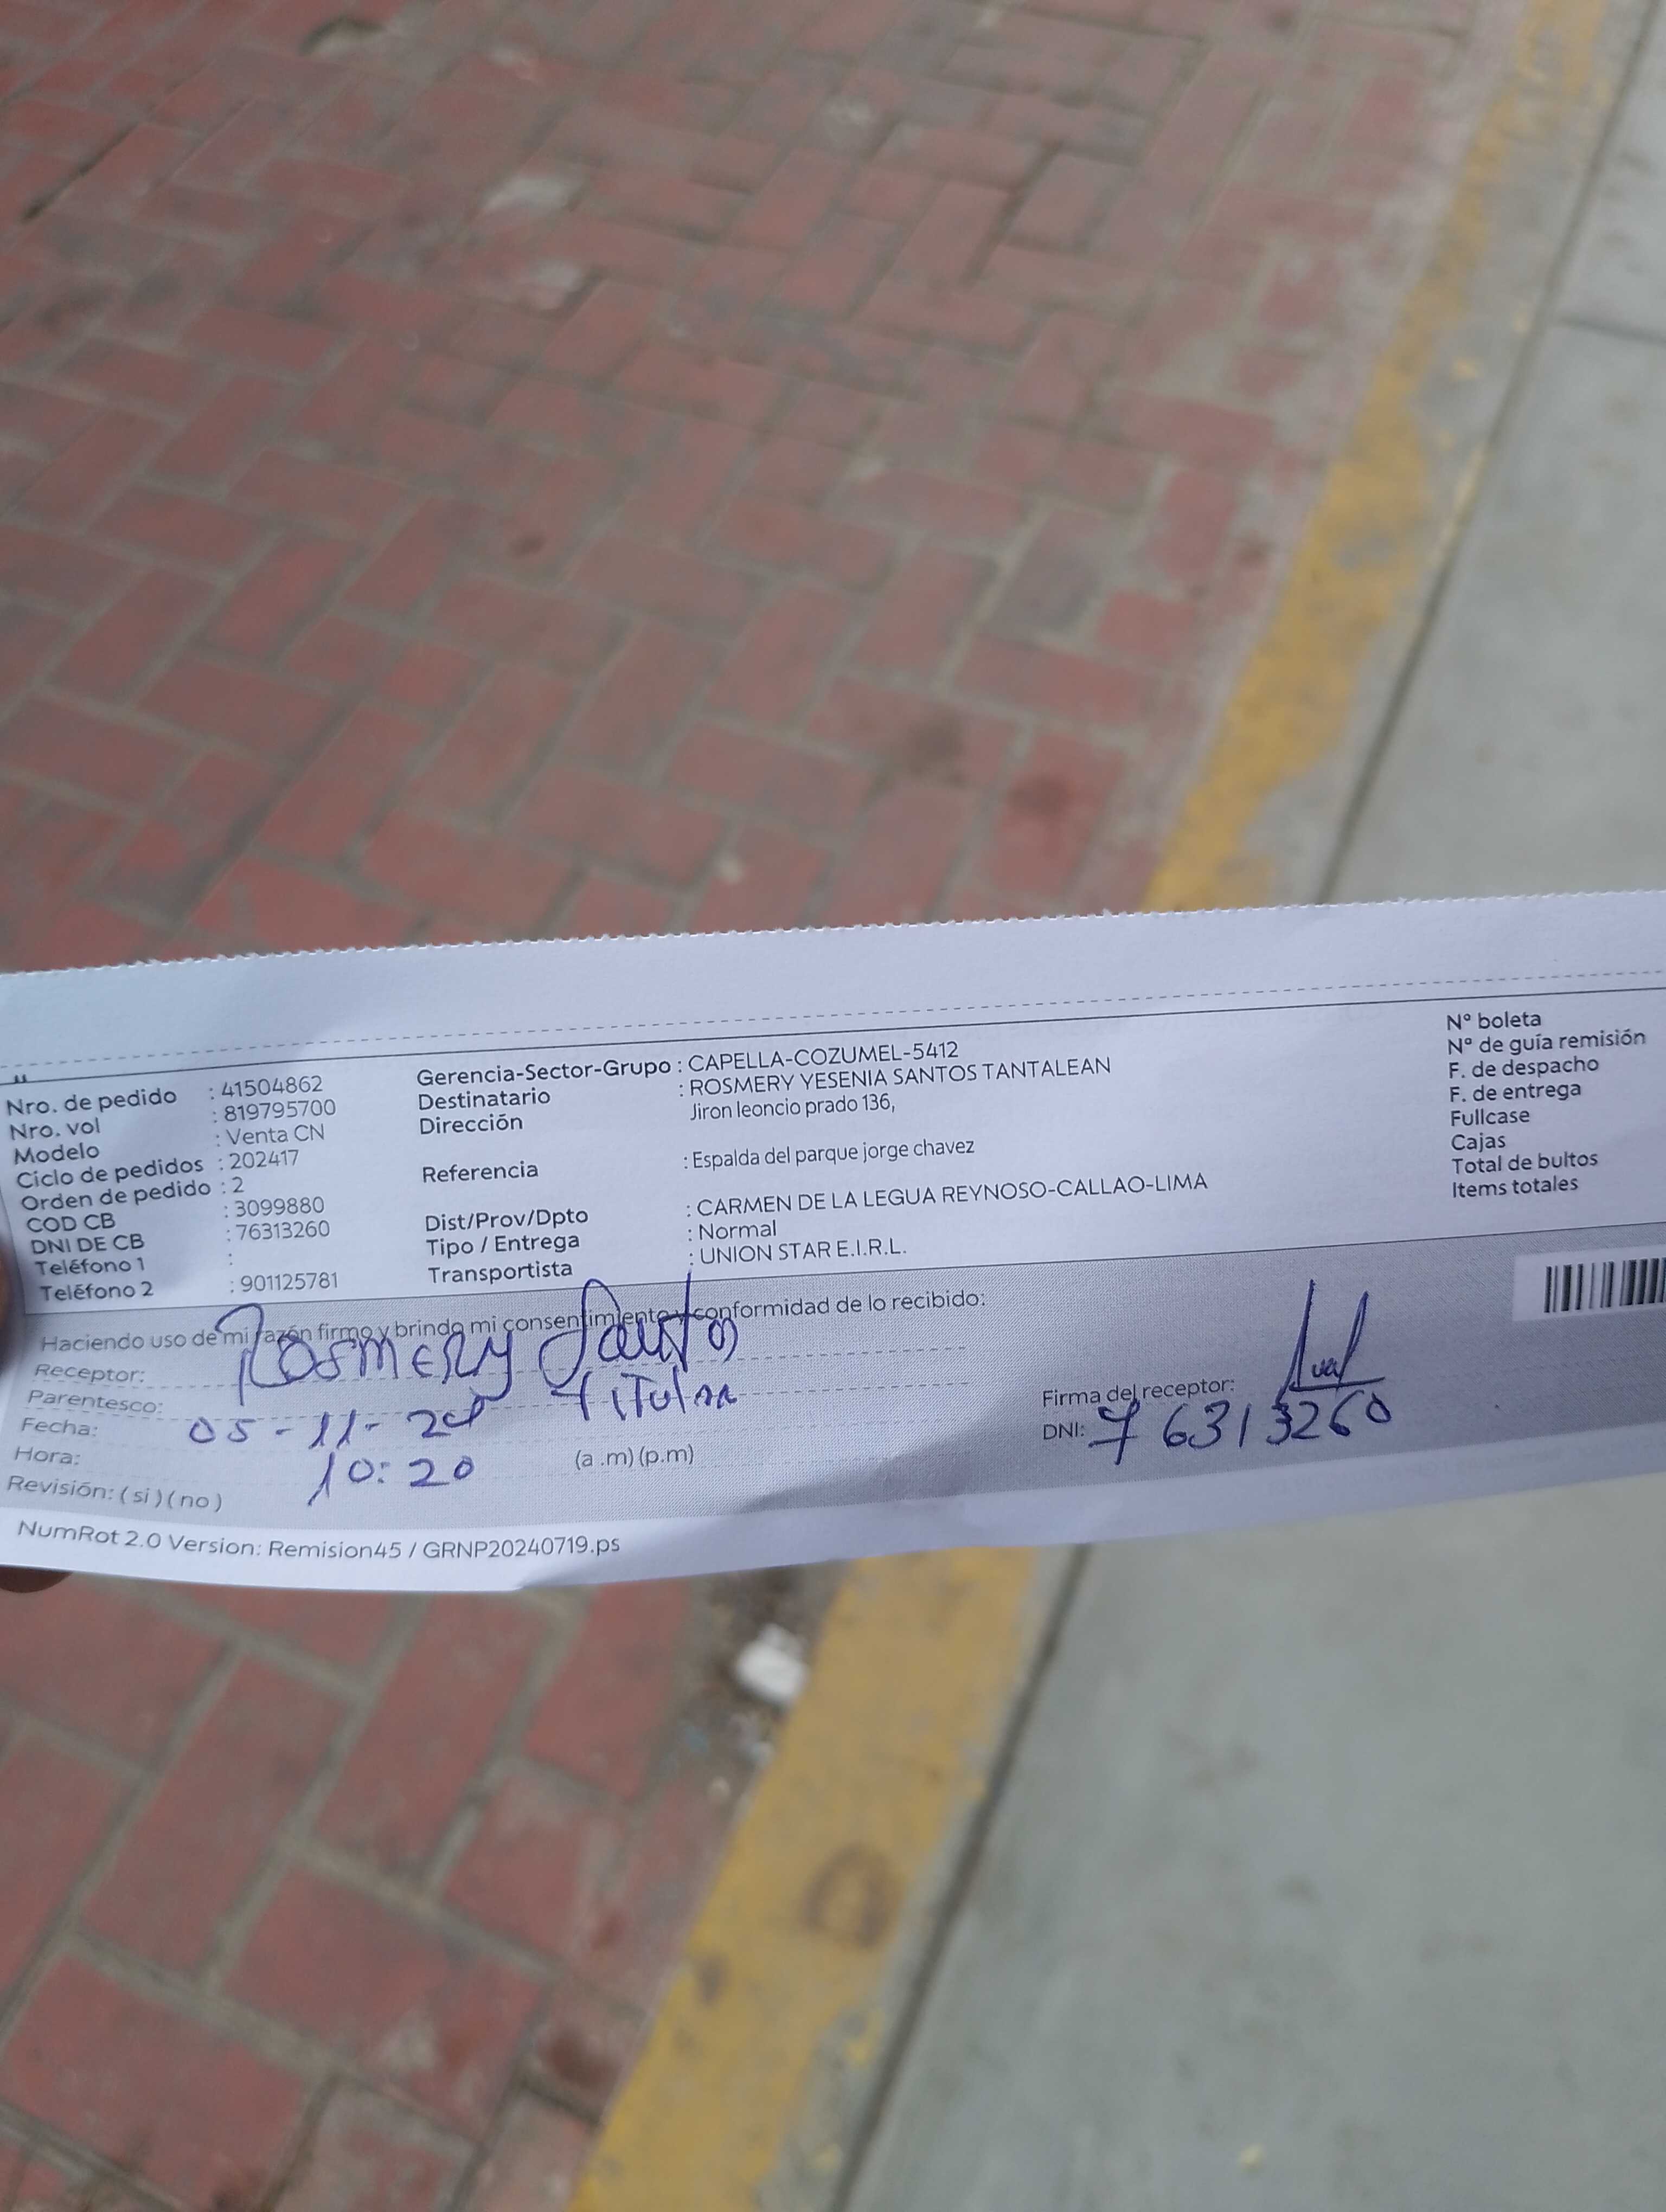 Nro. de pedido : 41504862
Nro. vol : 819795700
Modelo : Venta CN
Ciclo de pedidos : 202417
Orden de pedido : 2
COD CB : 3099880
DNI DE CB : 76313260
Teléfono 1 :
Teléfono 2 : 901125781
Gerencia-Sector-Grupo : CAPELLA-COZUMEL-5412
Destinatario : ROSMERY YESENIA SANTOS TANTALEAN
Dirección Jiron leoncio prado 136,
Referencia : Espalda del parque jorge chavez
Dist/Prov/Dpto : CARMEN DE LA LEGUA REYNOSO-CALLAO-LIMA
Tipo / Entrega : Normal
Transportista : UNION STAR E.I.R.L.
N° boleta
N° de guía remisión
F. de despacho
F. de entrega
Fullcase
Cajas
Total de bultos
Items totales
Haciendo uso de mi razón firmo y brindo mi consentimiento y conformidad de lo recibido:
Receptor: Rosmery Santos
Parentesco: Titular
Fecha: 05-11-24
Hora: 10:20 (a.m) (p.m)
Revisión: (si) (no)
Firma del receptor:
DNI: 76313260
NumRot 2.0 Version: Remision45 / GRNP20240719.ps